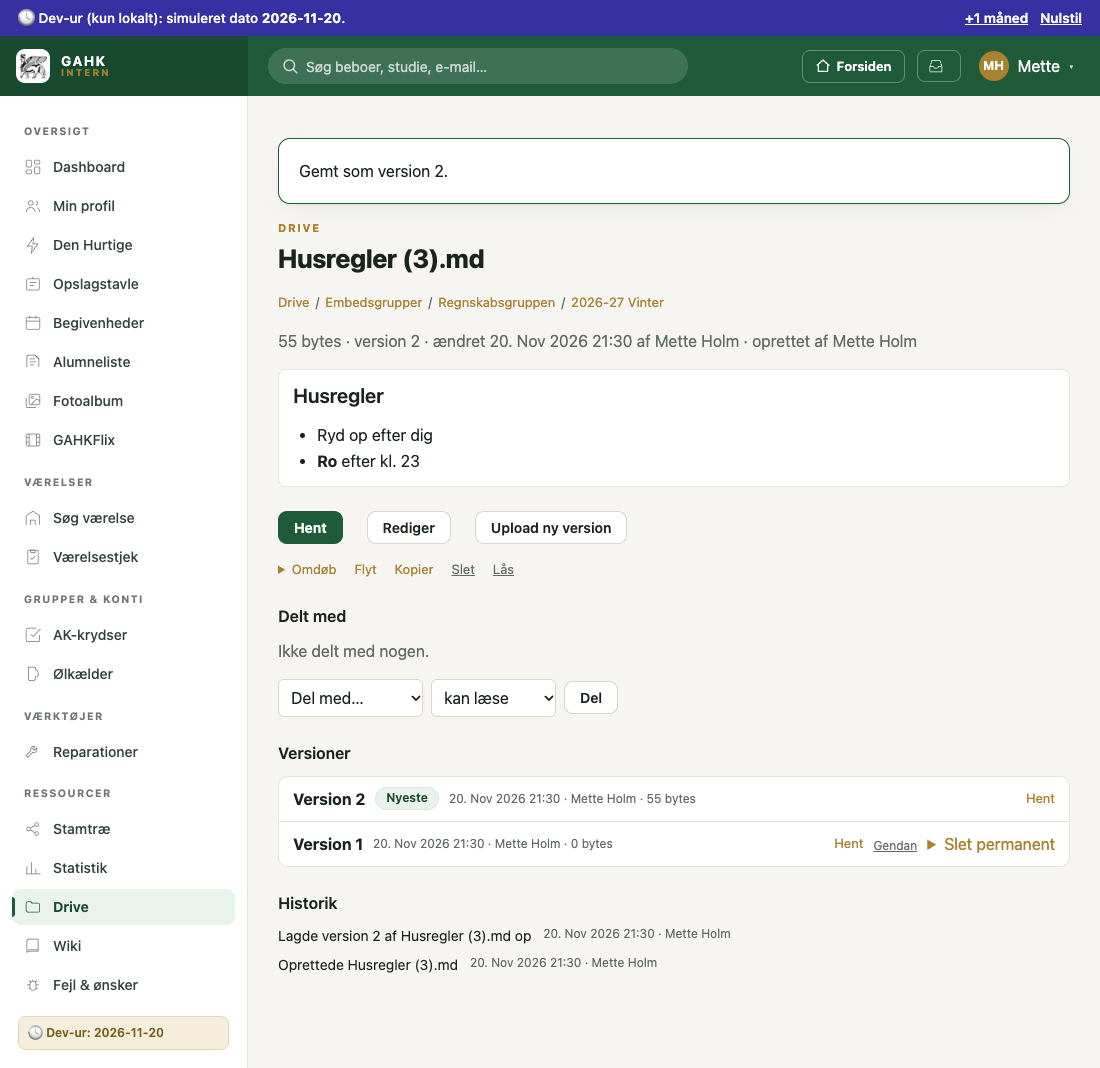 Dev-ur (kun lokalt): simuleret dato 2026-11-20.
+1 måned Nulstil
GAHK
INTERN
Søg beboer, studie, e-mail...
Forsiden
MH Mette
OVERSIGT
Dashboard
Min profil
Den Hurtige
Opslagstavle
Begivenheder
Alumneliste
Fotoalbum
GAHKFlix
VÆRELSER
Søg værelse
Værelsestjek
GRUPPER & KONTI
AK-krydser
Ølkælder
VÆRKTØJER
Reparationer
RESSOURCER
Stamtræ
Statistik
Drive
Wiki
Fejl & ønsker
Dev-ur: 2026-11-20
Gemt som version 2.
DRIVE
Husregler (3).md
Drive / Embedsgrupper / Regnskabsgruppen / 2026-27 Vinter
55 bytes · version 2 · ændret 20. Nov 2026 21:30 af Mette Holm · oprettet af Mette Holm
Husregler
• Ryd op efter dig
• Ro efter kl. 23
Hent Rediger Upload ny version
Omdøb Flyt Kopier Slet Lås
Delt med
Ikke delt med nogen.
Del med... kan læse Del
Versioner
Version 2 Nyeste 20. Nov 2026 21:30 · Mette Holm · 55 bytes Hent
Version 1 20. Nov 2026 21:30 · Mette Holm · 0 bytes Hent Gendan Slet permanent
Historik
Lagde version 2 af Husregler (3).md op 20. Nov 2026 21:30 · Mette Holm
Oprettede Husregler (3).md 20. Nov 2026 21:30 · Mette Holm